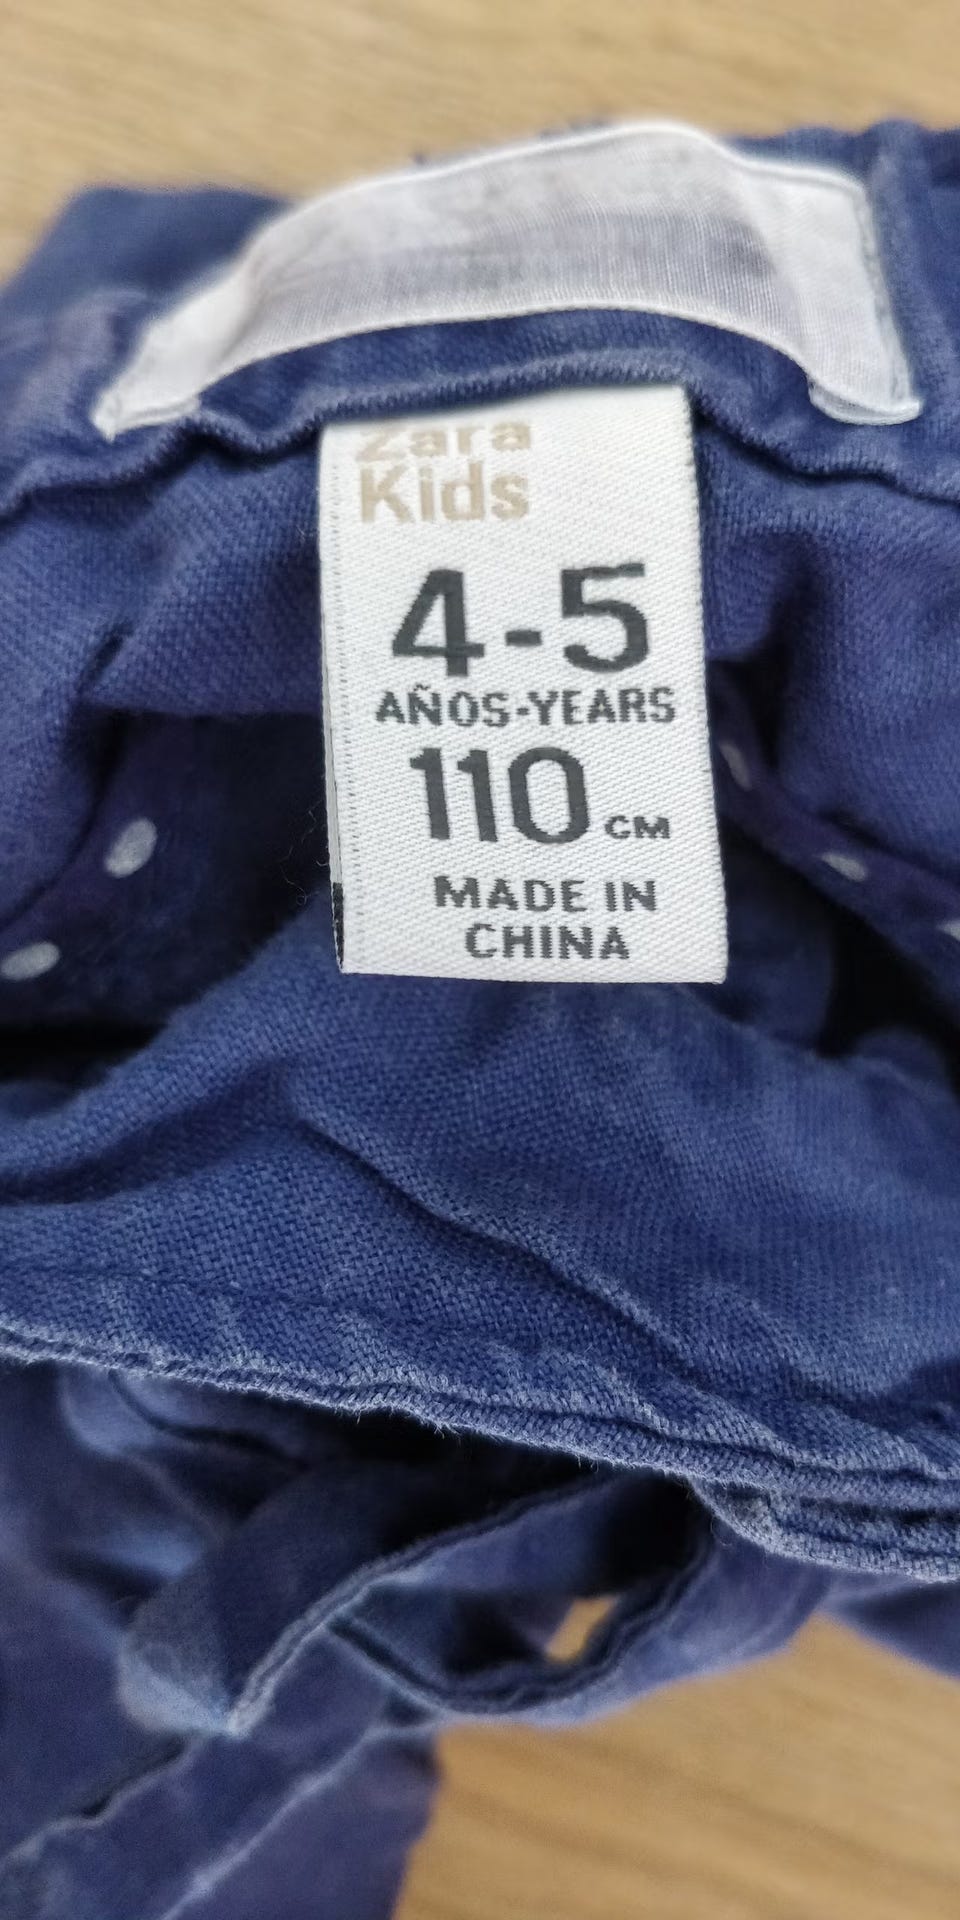 Zara
Kids
4-5
AÑOS-YEARS
110 CM
MADE IN
CHINA